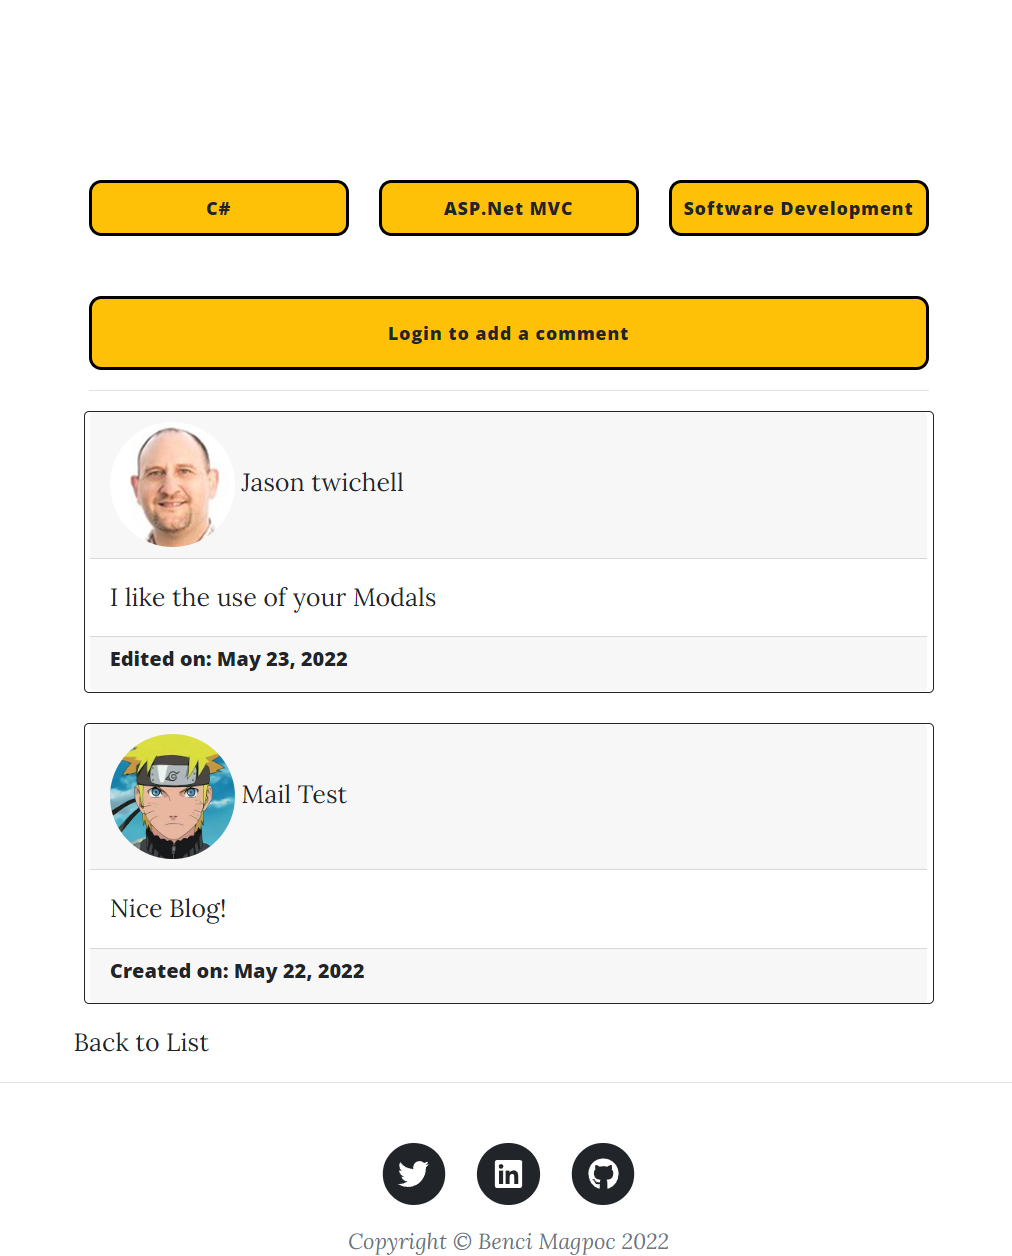 C#
ASP.Net MVC
Software Development
Login to add a comment
Jason twichell
I like the use of your Modals
Edited on: May 23, 2022
Mail Test
Nice Blog!
Created on: May 22, 2022
Back to List
Copyright © Benci Magpoc 2022